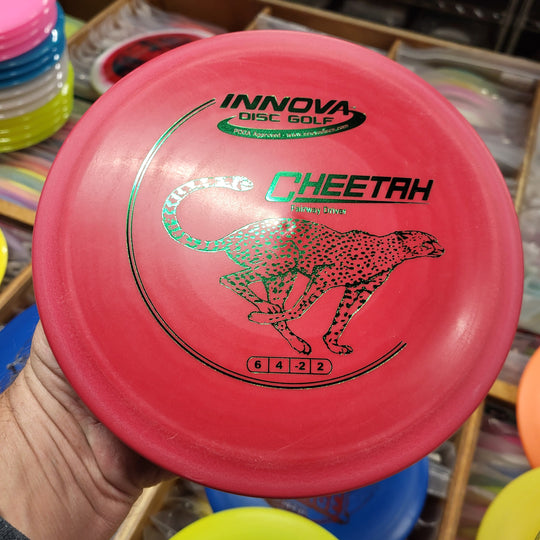 INNOVA
DISC GOLF
PDGA Approved • www.innovadiscs.com
CHEETAH
Fairway Driver
6 4 -2 2